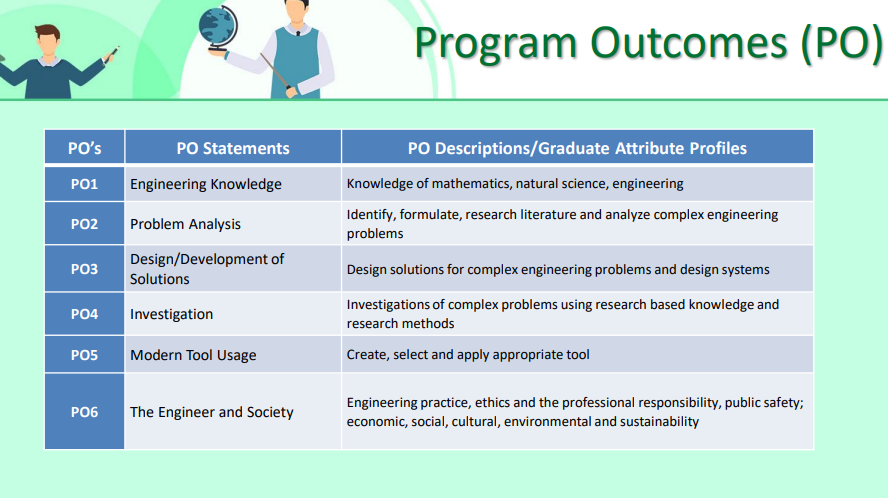 Program Outcomes (PO)
PO's PO Statements PO Descriptions/Graduate Attribute Profiles
PO1 Engineering Knowledge Knowledge of mathematics, natural science, engineering
PO2 Problem Analysis Identify, formulate, research literature and analyze complex engineering
problems
PO3 Design/Development of
Solutions Design solutions for complex engineering problems and design systems
PO4 Investigation Investigations of complex problems using research based knowledge and
research methods
PO5 Modern Tool Usage Create, select and apply appropriate tool
PO6 The Engineer and Society Engineering practice, ethics and the professional responsibility, public safety;
economic, social, cultural, environmental and sustainability